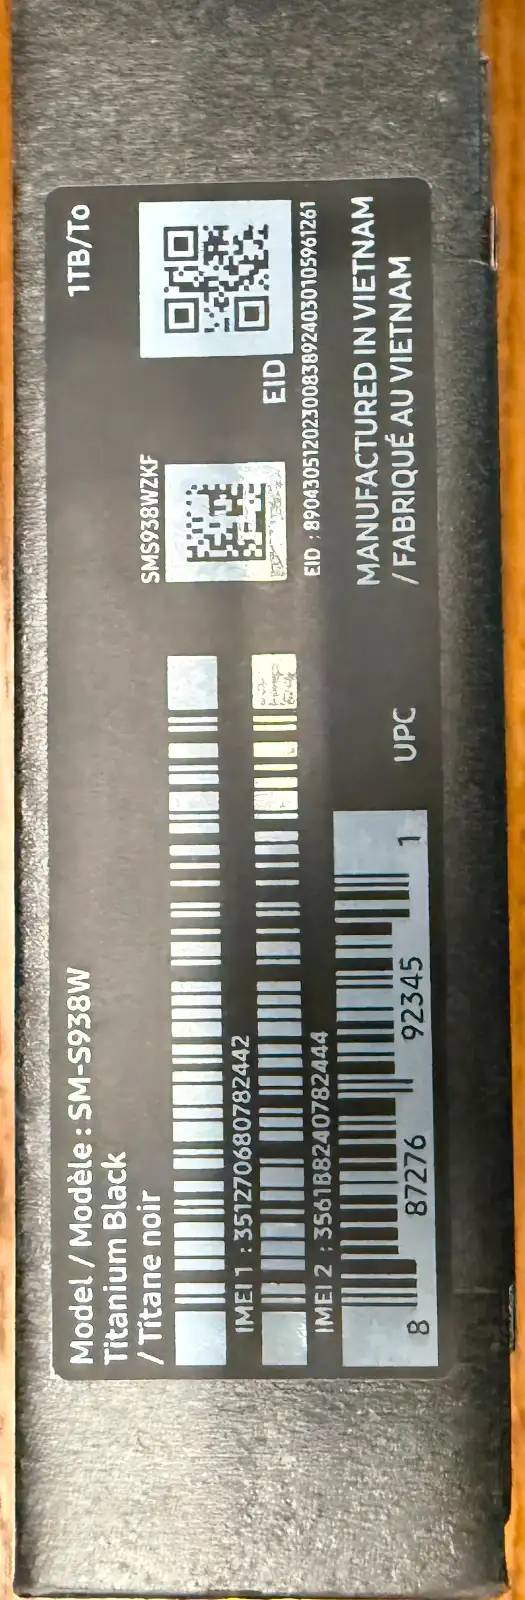 Model / Modèle : SM-S938W
1TB/To
Titanium Black
/ Titane noir
SMS938WZKF
IMEI 1 : 351270680782442
EID
IMEI 2 : 356188240782444
EID : 89043051202300838924030105961261
MANUFACTURED IN VIETNAM
/ FABRIQUÉ AU VIETNAM
UPC
8 87276 92345 1